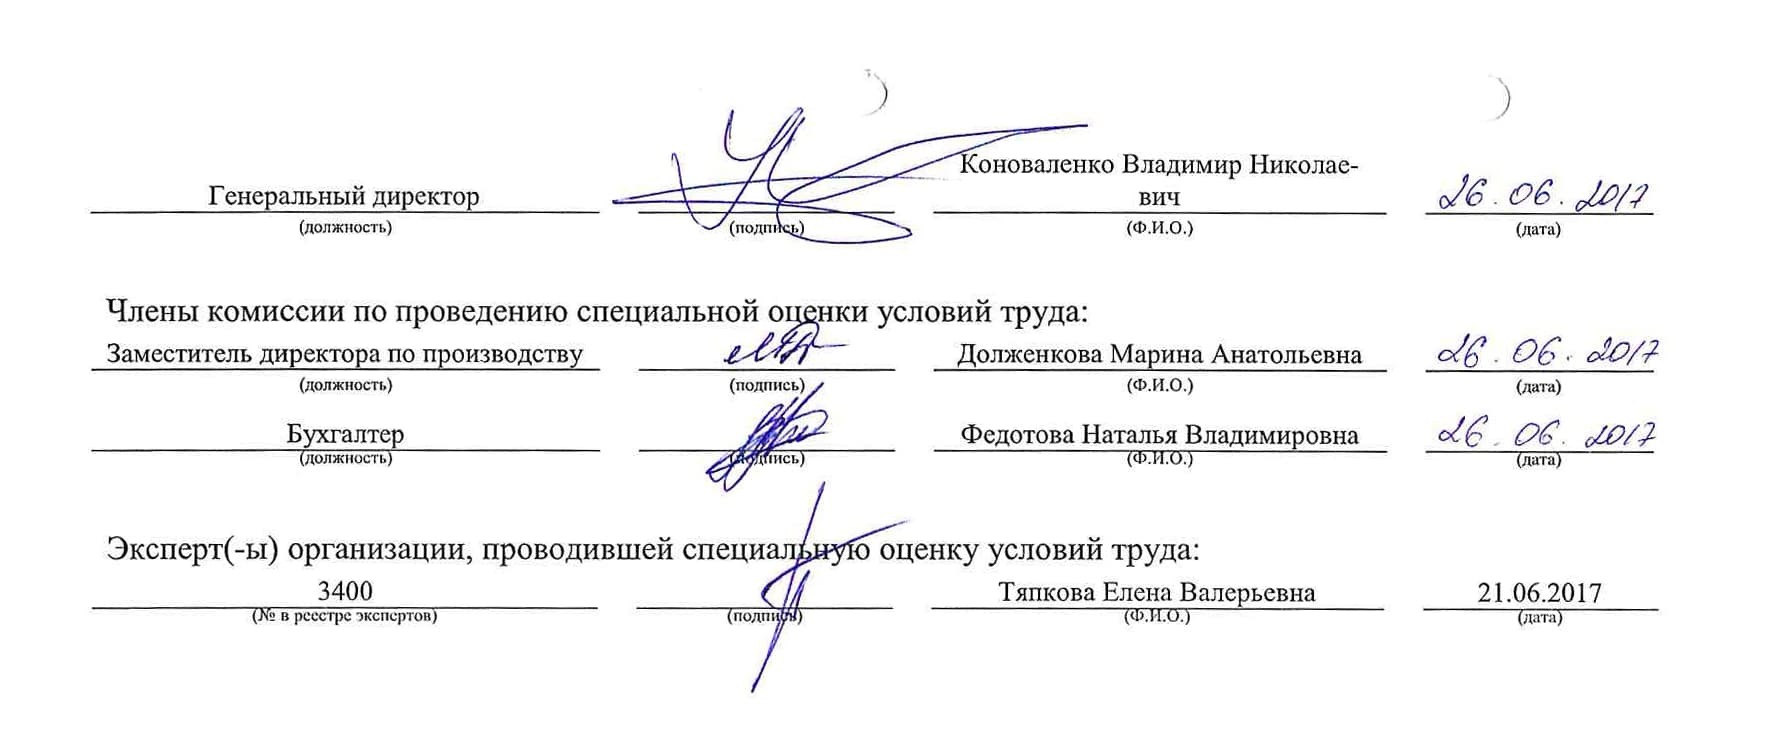 Коноваленко Владимир Николае-
Генеральный директор вич 26.06.2017
(должность) (подпись) (Ф.И.О.) (дата)
Члены комиссии по проведению специальной оценки условий труда:
Заместитель директора по производству Долженкова Марина Анатольевна 26.06.2017
(должность) (подпись) (Ф.И.О.) (дата)
Бухгалтер Федотова Наталья Владимировна 26.06.2017
(должность) (подпись) (Ф.И.О.) (дата)
Эксперт(-ы) организации, проводившей специальную оценку условий труда:
3400 Тяпкова Елена Валерьевна 21.06.2017
(№ в реестре экспертов) (подпись) (Ф.И.О.) (дата)